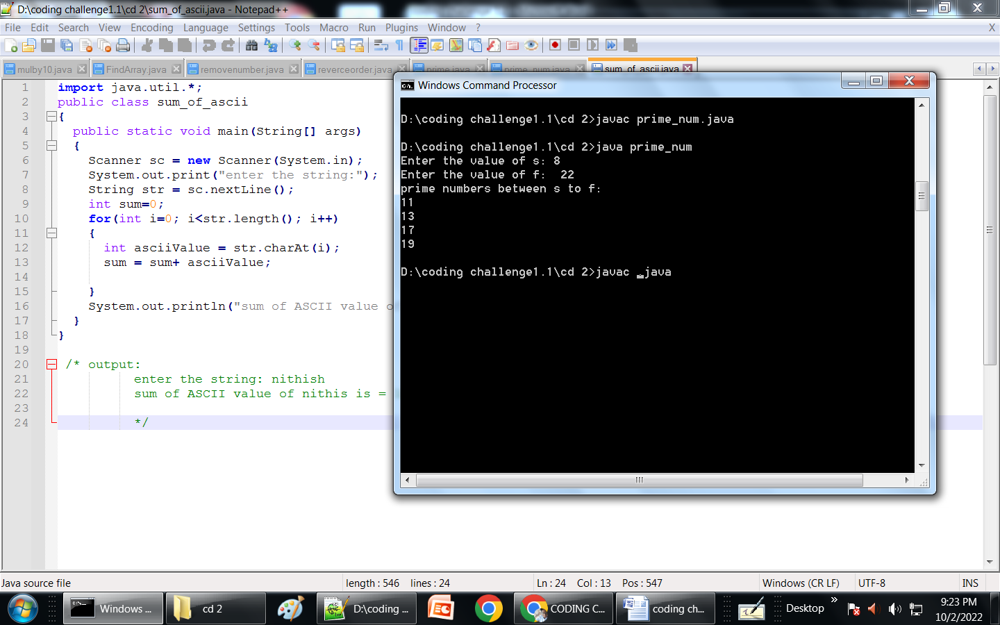 D:\coding challenge1.1\cd 2\sum_of_ascii.java - Notepad++
File Edit Search View Encoding Language Settings Tools Macro Run Plugins Window ? X
mulby10.java FindArray.java removenumber.java reverceorder.java prime.java prime_num.java sum_of_ascii.java
1 import java.util.*;
2 public class sum_of_ascii
3 {
4 public static void main(String[] args)
5 {
6 Scanner sc = new Scanner(System.in);
7 System.out.print("enter the string:");
8 String str = sc.nextLine();
9 int sum=0;
10 for(int i=0; i<str.length(); i++)
11 {
12 int asciiValue = str.charAt(i);
13 sum = sum+ asciiValue;
14
15 }
16 System.out.println("sum of ASCII value o
17 }
18 }
19
20 /* output:
21 enter the string: nithish
22 sum of ASCII value of nithis is =
23
24 */
Windows Command Processor
D:\coding challenge1.1\cd 2>javac prime_num.java
D:\coding challenge1.1\cd 2>java prime_num
Enter the value of s: 8
Enter the value of f:  22
prime numbers between s to f:
11
13
17
19
D:\coding challenge1.1\cd 2>javac _.java
Java source file length : 546 lines : 24 Ln : 24 Col : 13 Pos : 547 Windows (CR LF) UTF-8 INS
Windows ... cd 2 D:\coding ... CODING C... coding ch... Desktop » 9:23 PM
10/2/2022